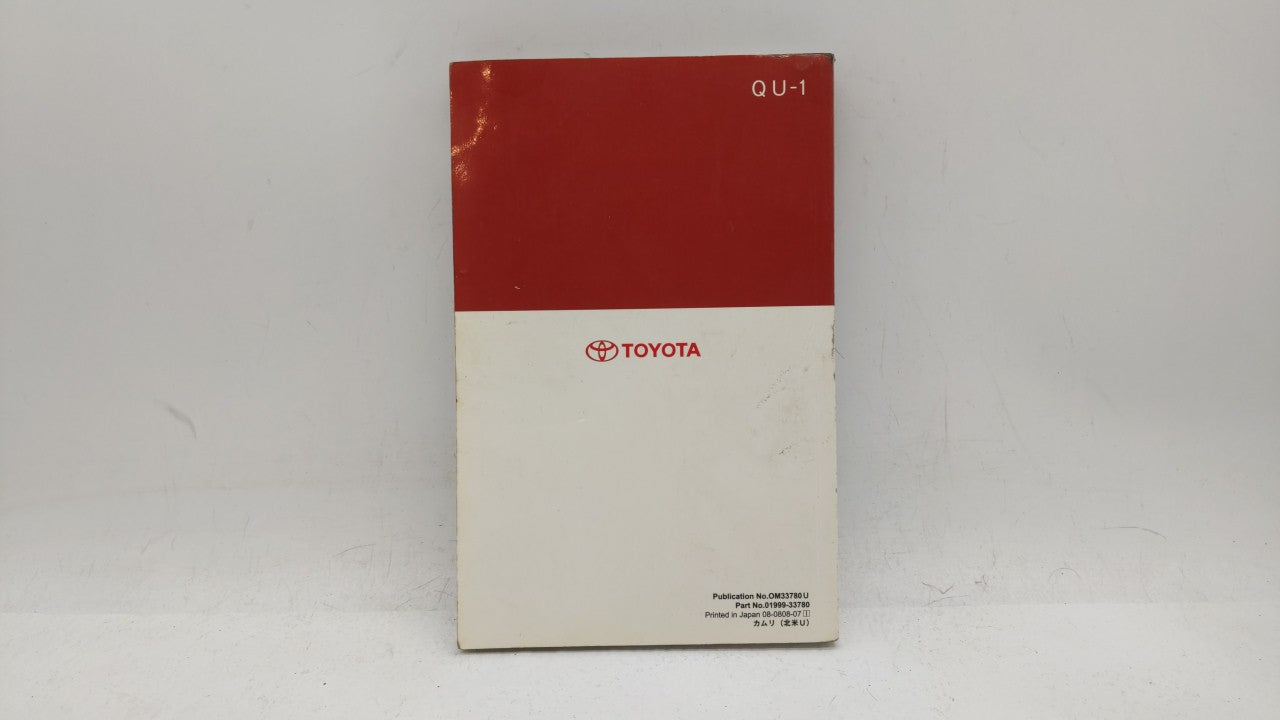 QU-1
TOYOTA
Publication No.OM33780U
Part No.01999-33780
Printed in Japan 08-0808-07 1
カムリ（北米U）